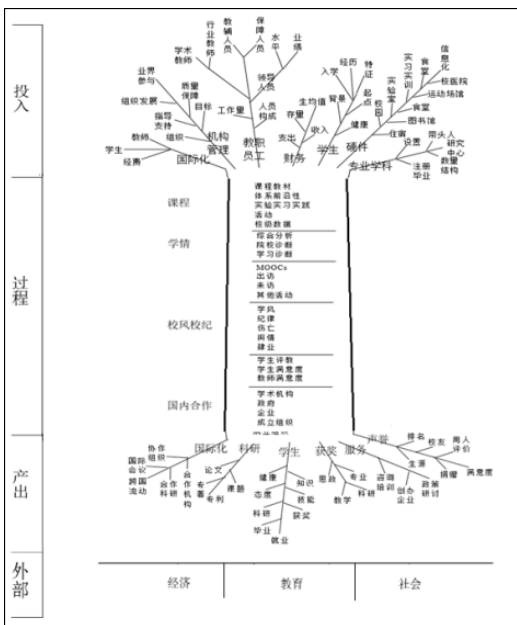 投入
过程
产出
外部
国际化
学生
教师
经费
机构管理
组织发展
业界参与
指导支持
组织
质量保障
目标
教职员工
工作量
学术教师
行业教师
教辅人员
保障人员
领导人员
人员构成
水平
业绩
财务
支出
存量
收入
生均值
学生
入学
背景
经历
特征
起点
健康
硬件
校园
实验室
实习实训
食堂
信息化
校医院
运动场馆
食堂
图书馆
住宿
专业学科
设置
带头人
研究中心
数量结构
注册毕业
课程
课程教材
体系前沿性
实验实习实践
活动
校级数据
学情
综合分析
院校诊断
学习诊断
MOOCs
出访
来访
其他活动
校风校纪
学风
纪律
伤亡
舆情
建业
学生评教
学生满意度
教师满意度
国内合作
学术机构
政府
企业
成立组织
国际化
协作组织
国际会议
跨国流动
合作科研
合作机构
科研
论文
专著
专利
课题
学生
健康
态度
科研
毕业
就业
知识
技能
获奖
获奖
思政
教学
专业
科研
服务
咨询培训
创办企业
政策研讨
声誉
排名
校友
用人评价
生源
捐赠
满意度
经济
教育
社会